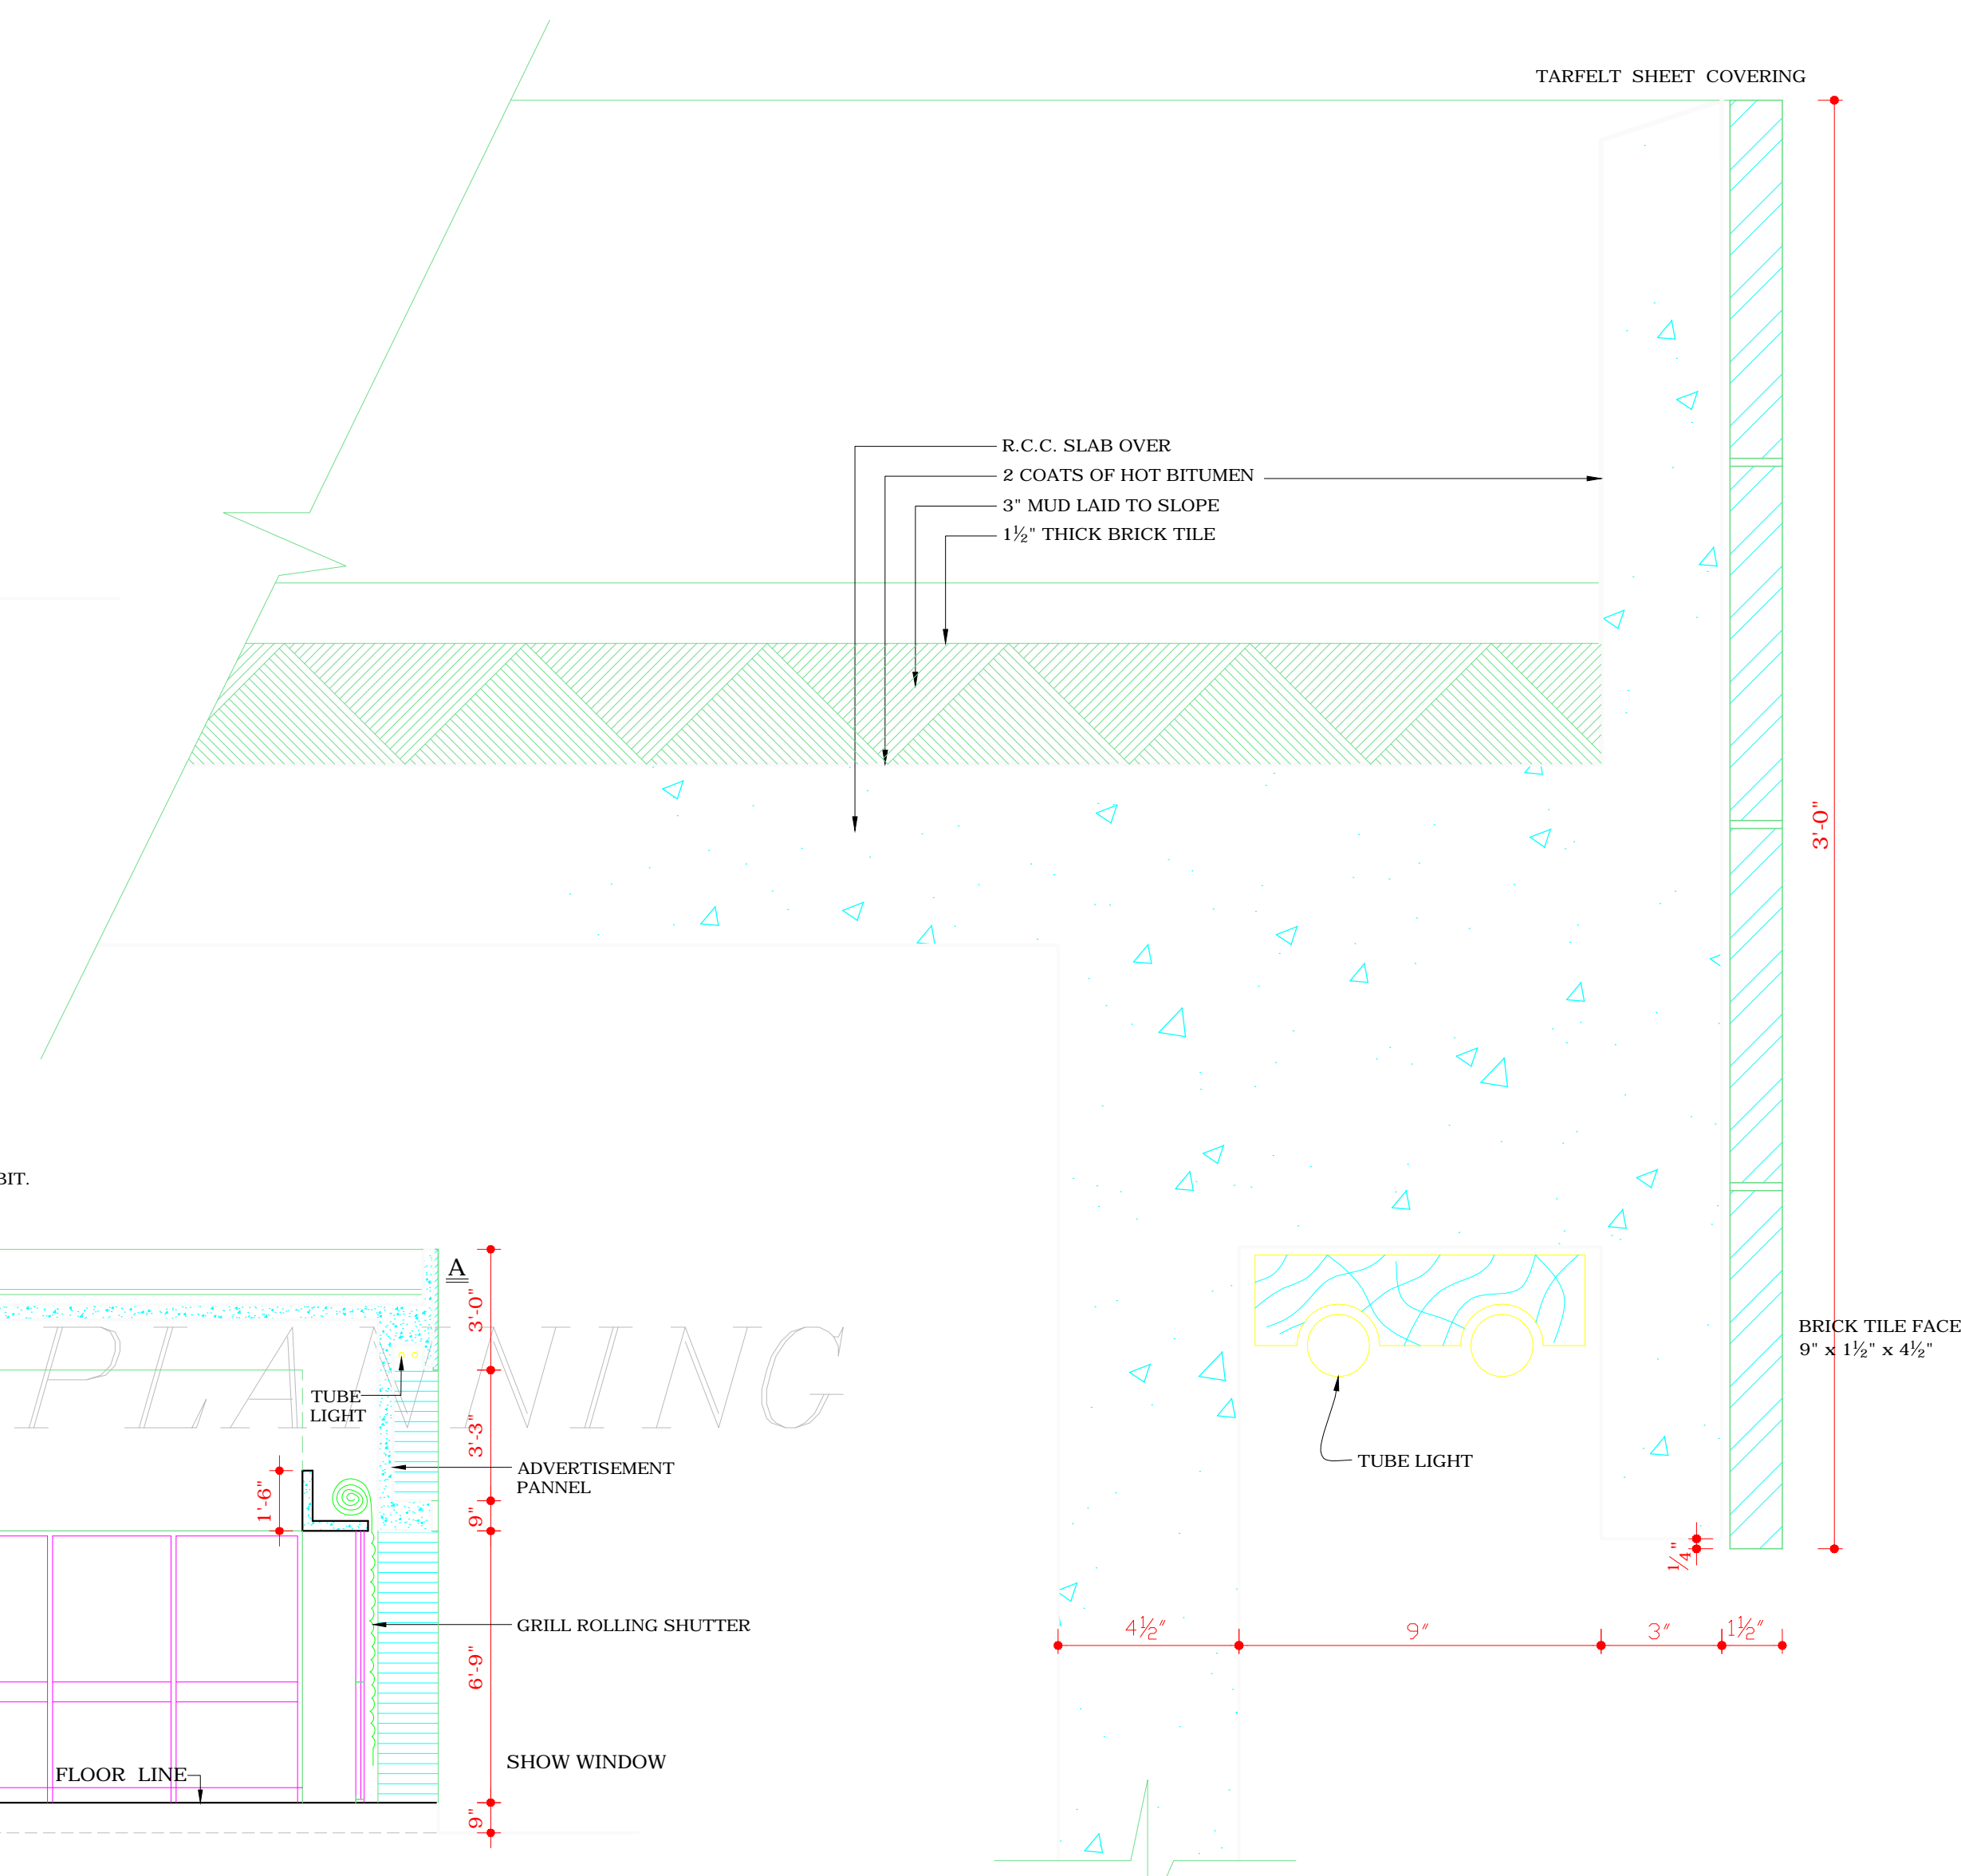 TARFELT SHEET COVERING
R.C.C. SLAB OVER
2 COATS OF HOT BITUMEN
3" MUD LAID TO SLOPE
1½" THICK BRICK TILE
3'-0"
BIT.
A
3'-0"
PLANNING
TUBE
LIGHT
3'-3"
ADVERTISEMENT
PANNEL
1'-6"
9"
GRILL ROLLING SHUTTER
6'-9"
SHOW WINDOW
FLOOR LINE
9"
BRICK TILE FACE
9" x 1½" x 4½"
TUBE LIGHT
¼"
4½"
9"
3"
1½"